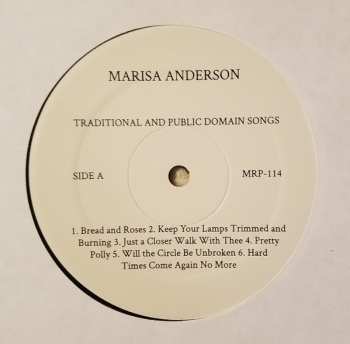 MARISA ANDERSON
TRADITIONAL AND PUBLIC DOMAIN SONGS
SIDE A MRP-114
1. Bread and Roses 2. Keep Your Lamps Trimmed and
Burning 3. Just a Closer Walk With Thee 4. Pretty
Polly 5. Will the Circle Be Unbroken 6. Hard
Times Come Again No More